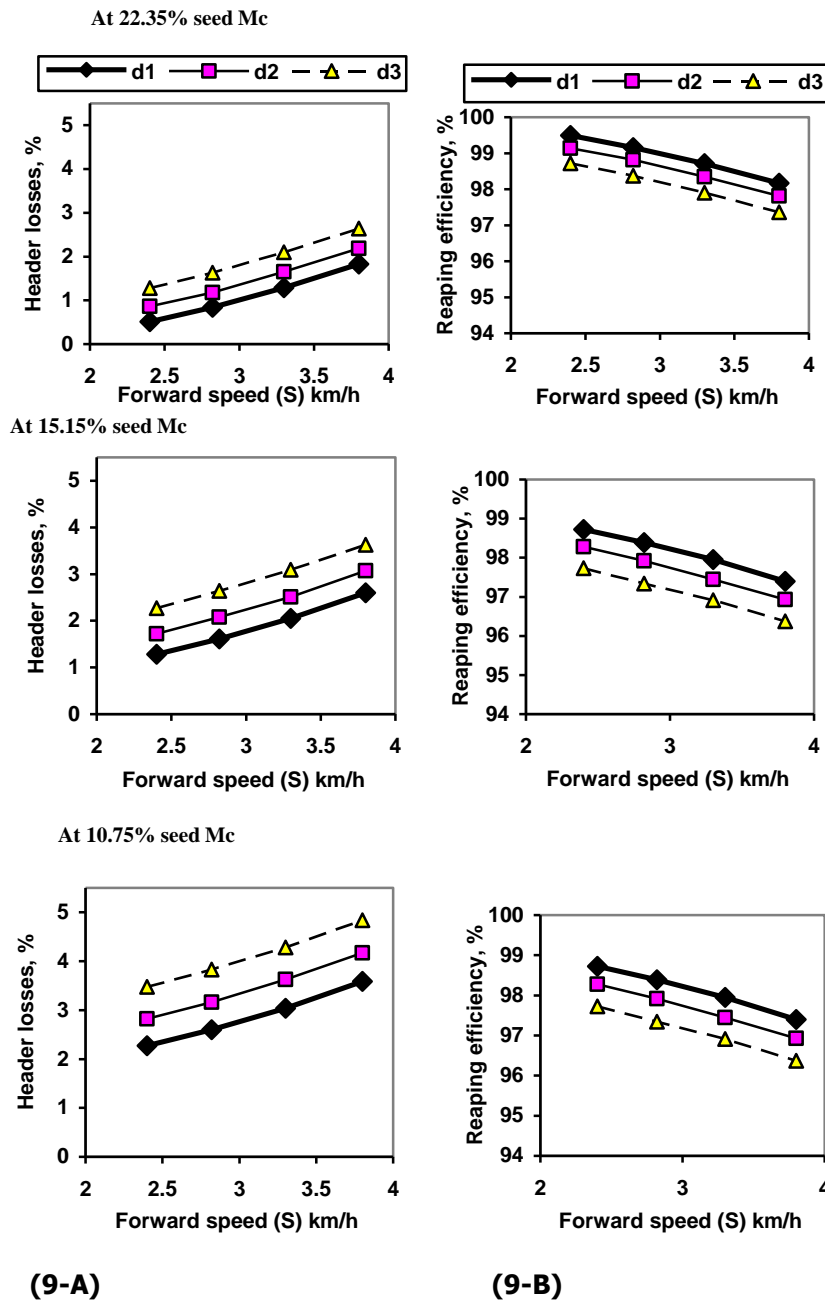 At 22.35% seed Mc
d1 d2 d3
Header losses, %
5
4
3
2
1
0
2 2.5 3 3.5 4
Forward speed (S) km/h
d1 d2 d3
Reaping efficiency, %
100
99
98
97
96
95
94
2 2.5 3 3.5 4
Forward speed (S) km/h
At 15.15% seed Mc
Header losses, %
5
4
3
2
1
0
2 2.5 3 3.5 4
Forward speed (S) km/h
Reaping efficiency, %
100
99
98
97
96
95
94
2 3 4
Forward speed (S) km/h
At 10.75% seed Mc
Header losses, %
5
4
3
2
1
0
2 2.5 3 3.5 4
Forward speed (S) km/h
Reaping efficiency, %
100
99
98
97
96
95
94
2 3 4
Forward speed (S) km/h
(9-A) (9-B)